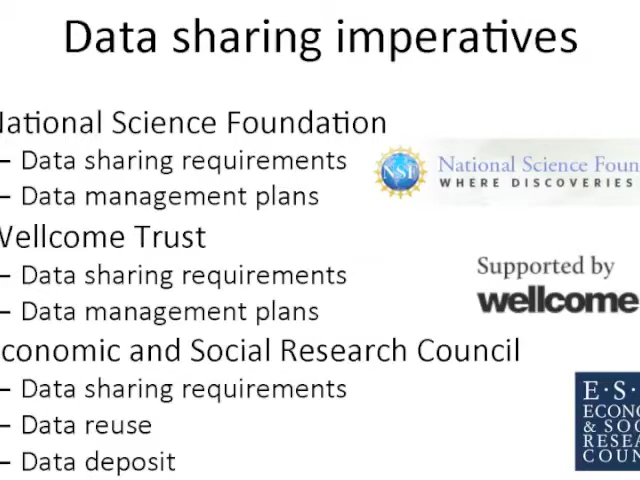 Data sharing imperatives
National Science Foundation
– Data sharing requirements
– Data management plans
NSF
National Science Foun
WHERE DISCOVERIES
Wellcome Trust
– Data sharing requirements
– Data management plans
Supported by
wellcome
conomic and Social Research Council
– Data sharing requirements
– Data reuse
– Data deposit
E·S·
ECONO
& SOC
RESEA
COUN